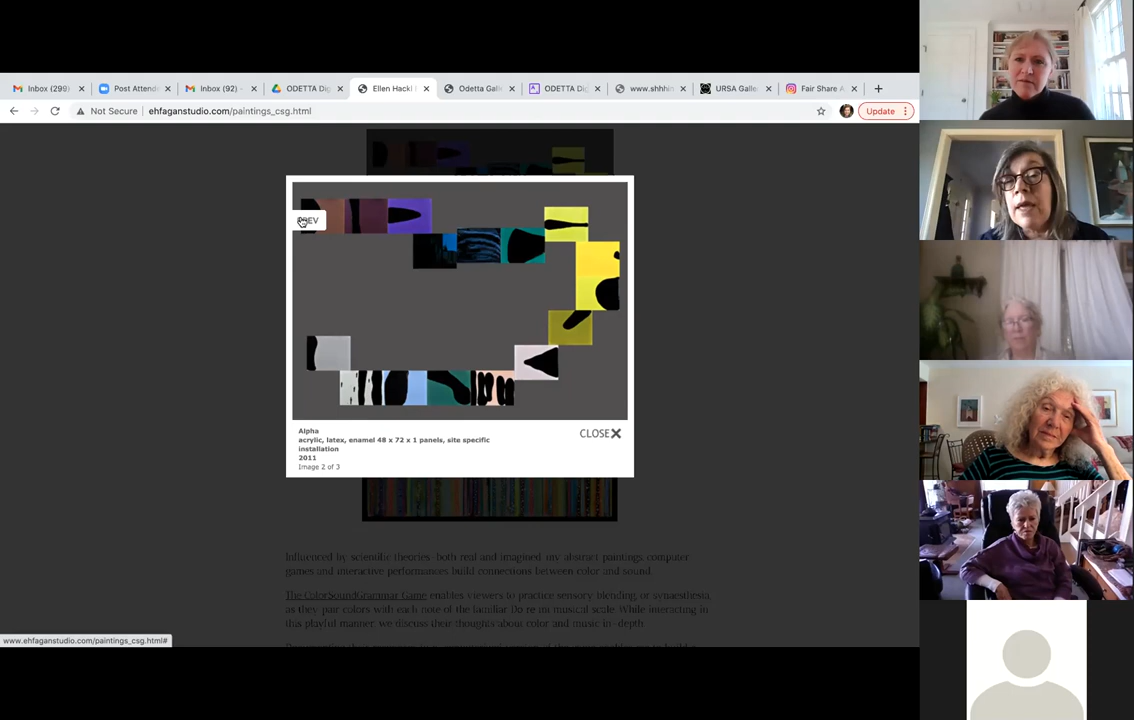 Inbox (299)
Post Attend
Inbox (92) -
ODETTA Dig
Ellen Hackl
Odetta Gall
ODETTA Dig
www.shhhin
URSA Galle
Fair Share A
Not Secure
ehfaganstudio.com/paintings_csg.html
Update
PREV
Alpha
acrylic, latex, enamel 48 x 72 x 1 panels, site specific
installation
2011
Image 2 of 3
CLOSE
Influenced by scientific theories- both real and imagined my abstract paintings, computer
games and interactive performances build connections between color and sound.
The ColorSoundGrammar Game enables viewers to practice sensory blending, or synaesthesia,
as they pair colors with each note of the familiar Do re mi musical scale. While interacting in
this playful manner, we discuss their thoughts about color and music in-depth.
www.ehfaganstudio.com/paintings_csg.html#